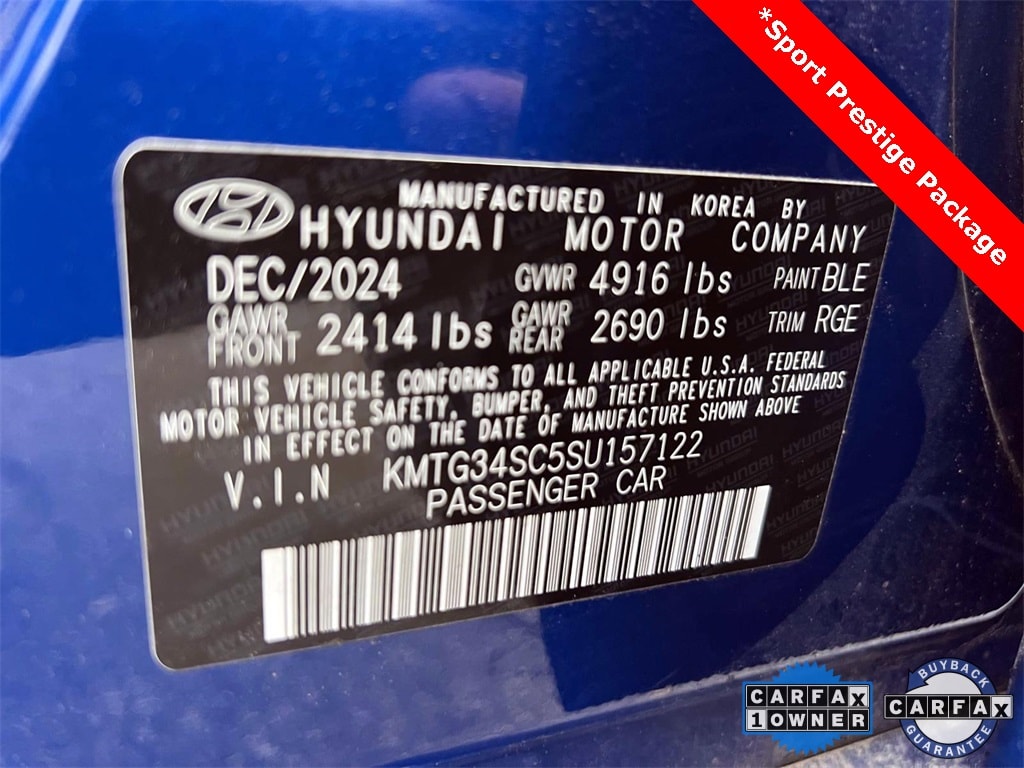 *Sport Prestige Package
MANUFACTURED IN KOREA BY
HYUNDAI MOTOR COMPANY
DEC/2024 GVWR 4916 lbs PAINT BLE
GAWR FRONT 2414 lbs GAWR REAR 2690 lbs TRIM RGE
THIS VEHICLE CONFORMS TO ALL APPLICABLE U.S.A. FEDERAL
MOTOR VEHICLE SAFETY, BUMPER, AND THEFT PREVENTION STANDARDS
IN EFFECT ON THE DATE OF MANUFACTURE SHOWN ABOVE
V.I.N KMTG34SC5SU157122
PASSENGER CAR
CARFAX
1 OWNER
BUYBACK
CARFAX
GUARANTEE